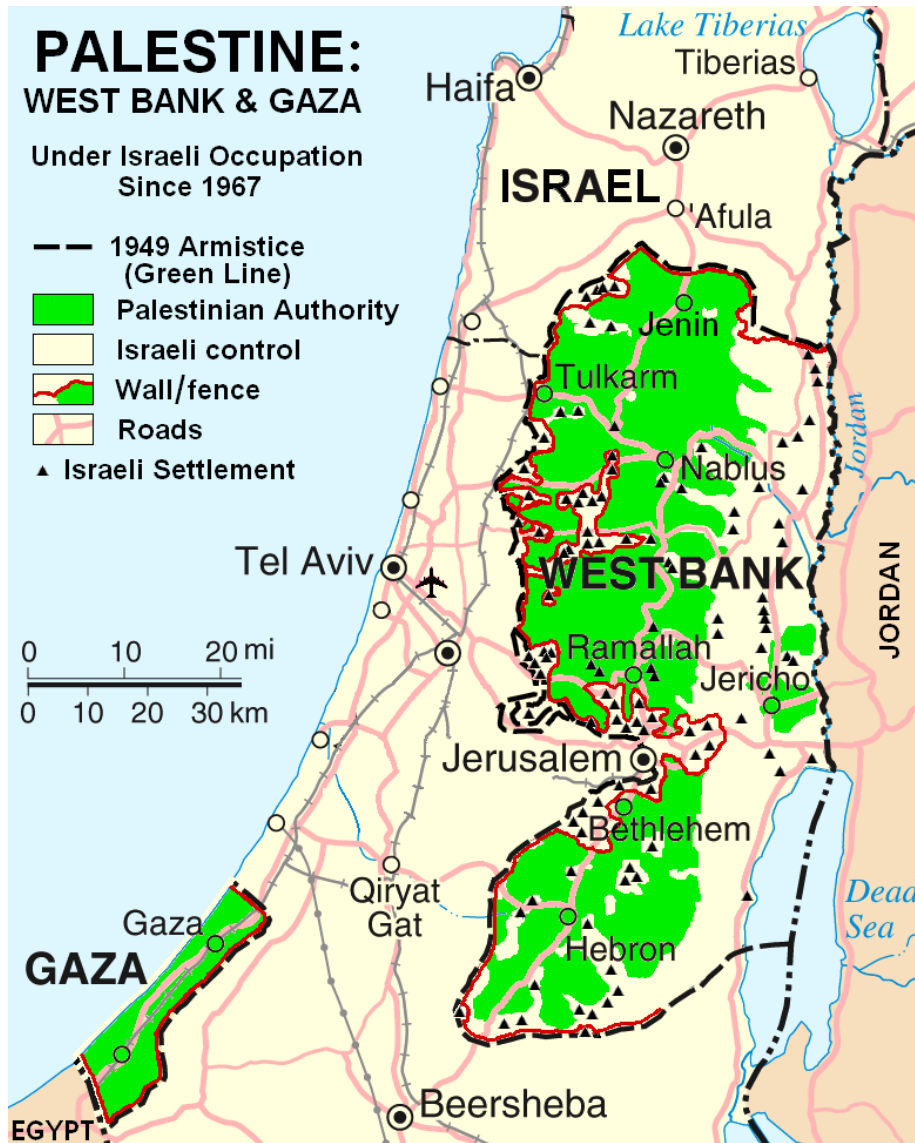 PALESTINE:
WEST BANK & GAZA
Under Israeli Occupation
Since 1967
1949 Armistice
(Green Line)
Palestinian Authority
Israeli control
Wall/fence
Roads
Israeli Settlement
Lake Tiberias
Tiberias
Haifa
Nazareth
ISRAEL
'Afula
Jenin
Tulkarm
Jordan
Nablus
Tel Aviv
WEST BANK
JORDAN
0 10 20 mi
0 10 20 30 km
Ramallah
Jericho
Jerusalem
Bethlehem
Qiryat
Gat
Dead
Sea
Gaza
GAZA
Hebron
Beersheba
EGYPT